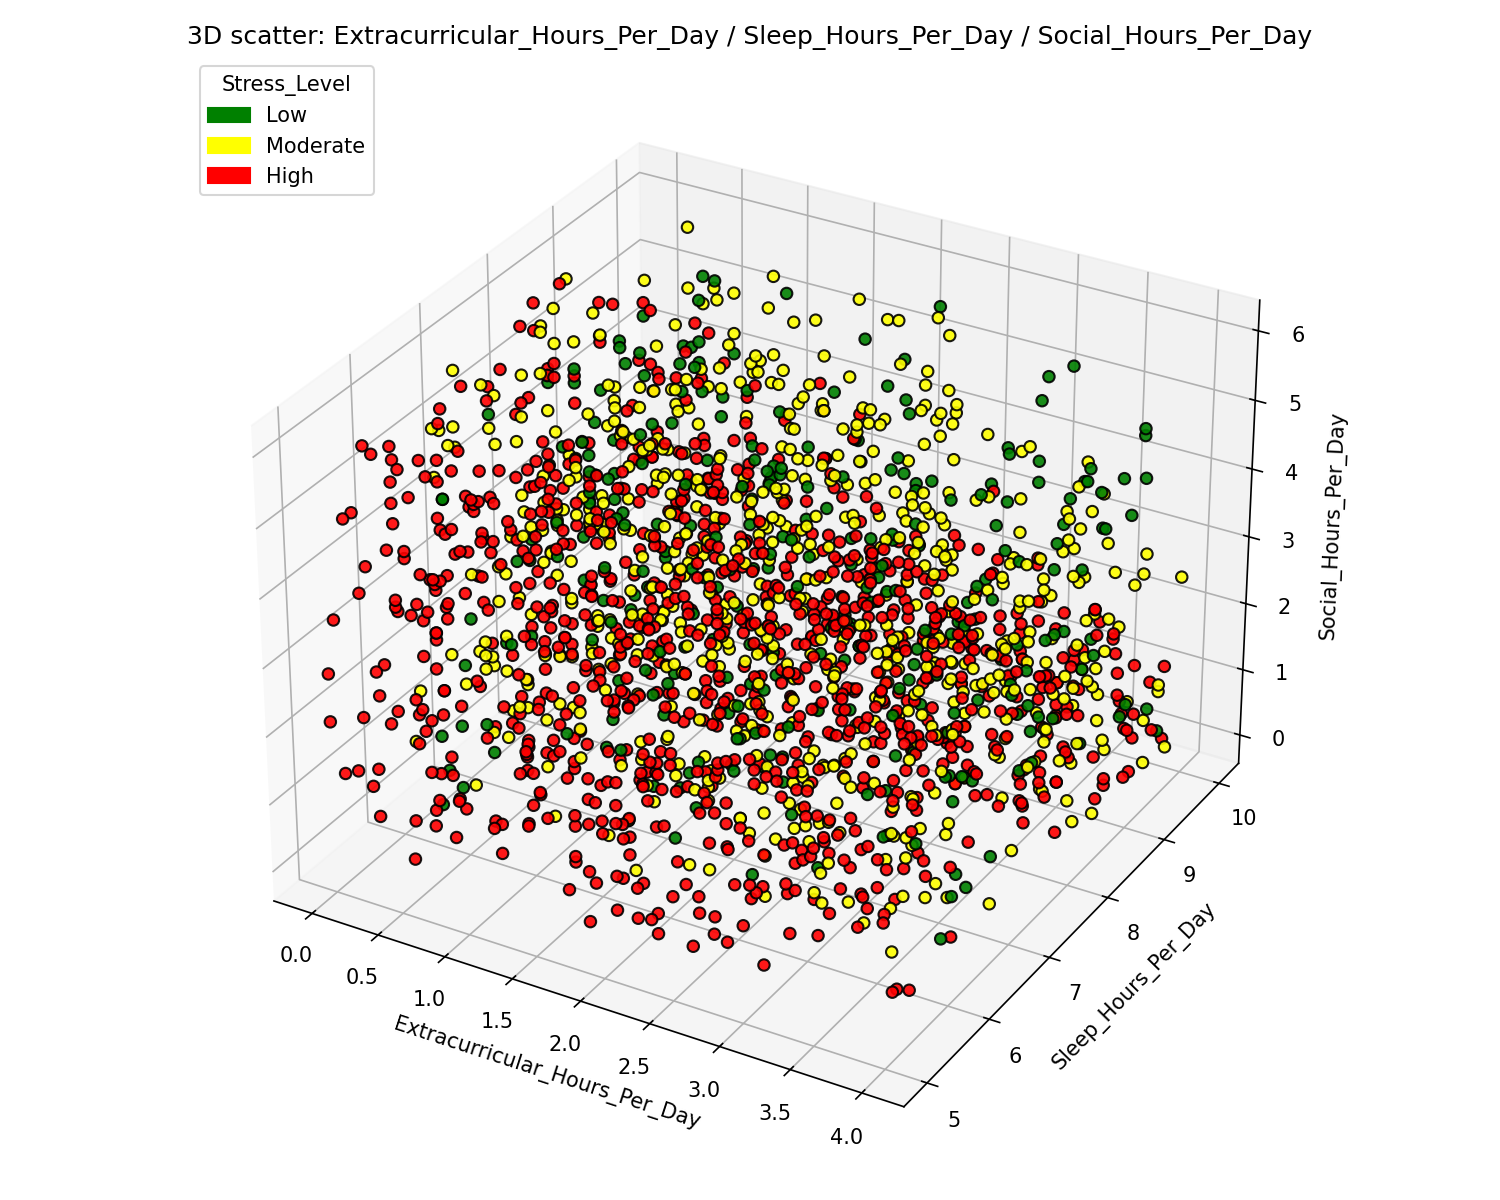 3D scatter: Extracurricular_Hours_Per_Day / Sleep_Hours_Per_Day / Social_Hours_Per_Day
Stress_Level
Low
Moderate
High
6
5
4
3
2
1
0
Social_Hours_Per_Day
10
9
8
7
6
5
Sleep_Hours_Per_Day
0.0
0.5
1.0
1.5
2.0
2.5
3.0
3.5
4.0
Extracurricular_Hours_Per_Day